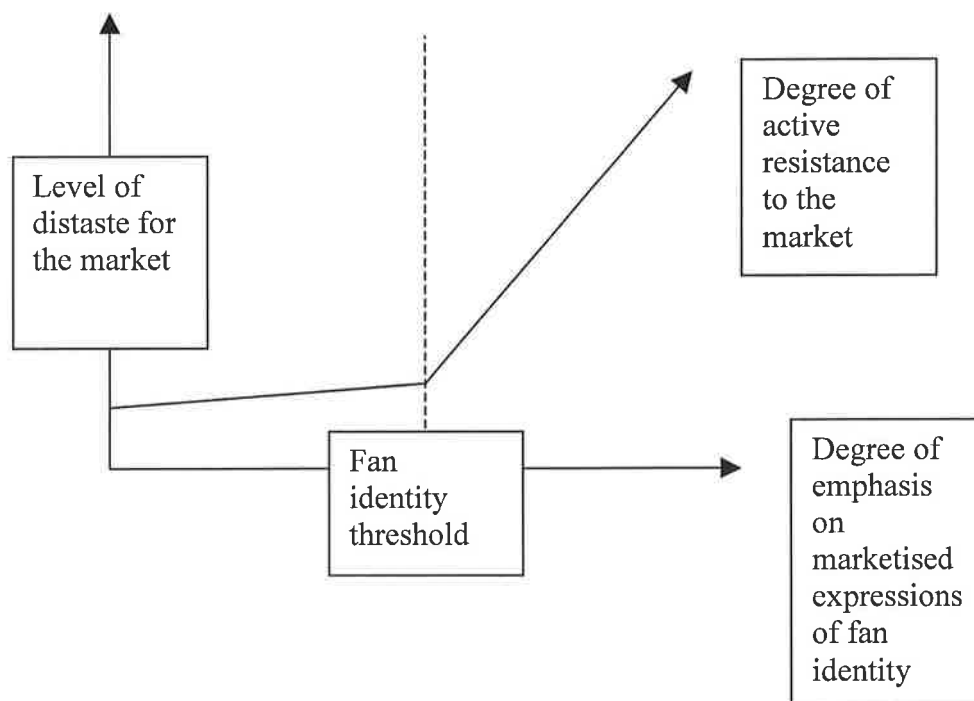 Degree of
active
resistance
to the
market
Level of
distaste for
the market
Fan
identity
threshold
Degree of
emphasis
on
marketised
expressions
of fan
identity